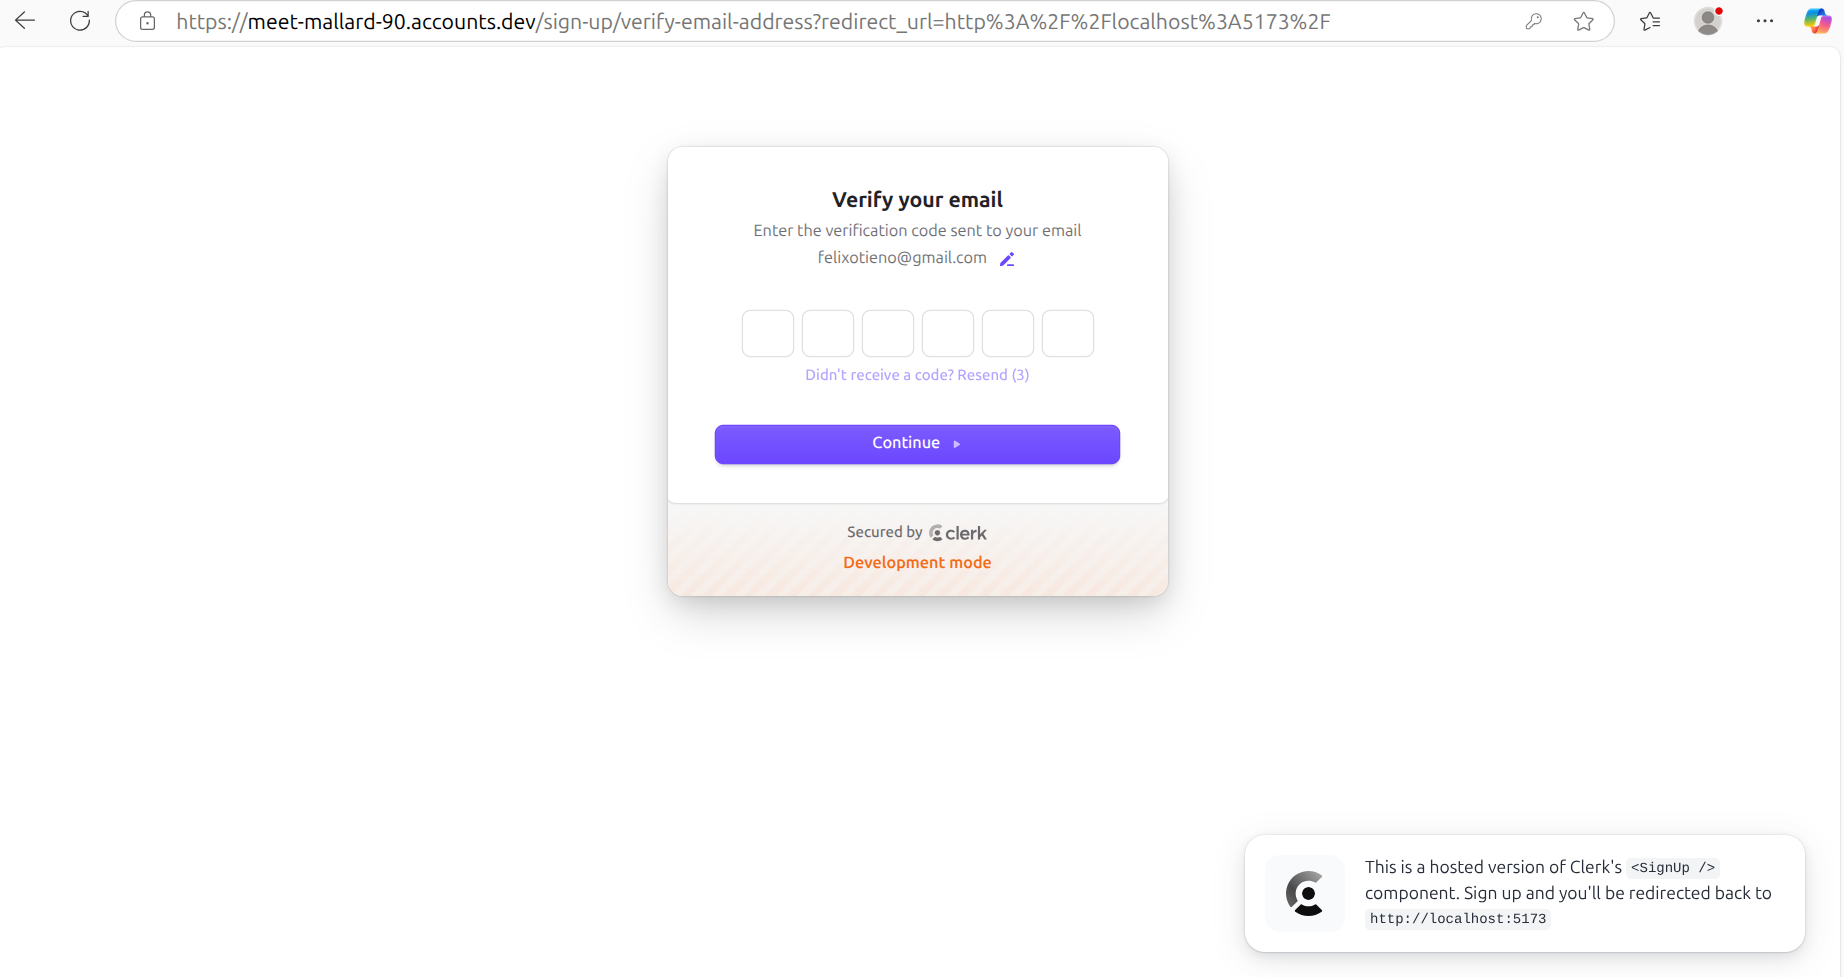 https://meet-mallard-90.accounts.dev/sign-up/verify-email-address?redirect_url=http%3A%2F%2Flocalhost%3A5173%2F
Verify your email
Enter the verification code sent to your email
felixotieno@gmail.com
Didn't receive a code? Resend (3)
Continue
Secured by clerk
Development mode
This is a hosted version of Clerk's <SignUp />
component. Sign up and you'll be redirected back to
http://localhost:5173